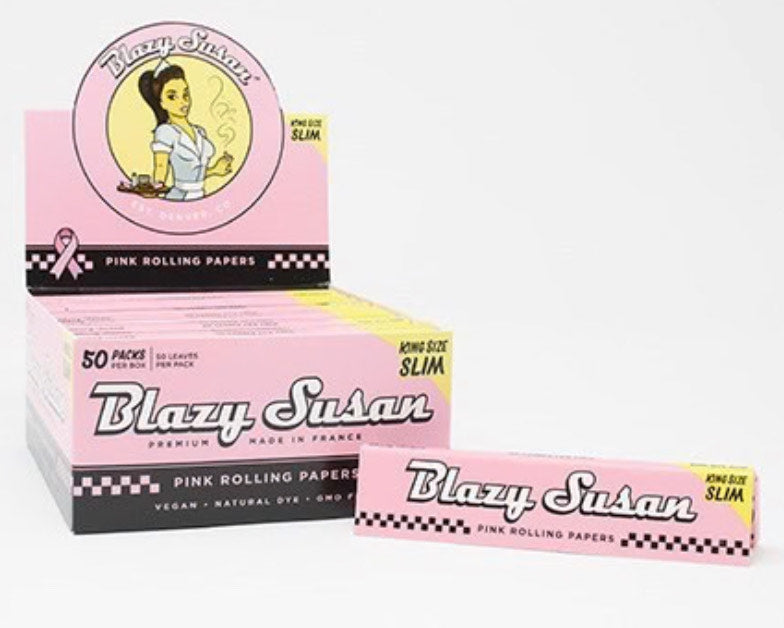 Blazy Susan
KING SIZE
SLIM
EST. DENVER, CO
PINK ROLLING PAPERS
50 PACKS
PER BOX
50 LEAVES
PER PACK
KING SIZE
SLIM
Blazy Susan
PREMIUM MADE IN FRANCE
PINK ROLLING PAPERS
VEGAN • NATURAL DYE • GMO F
Blazy Susan
KING SIZE
SLIM
PINK ROLLING PAPERS